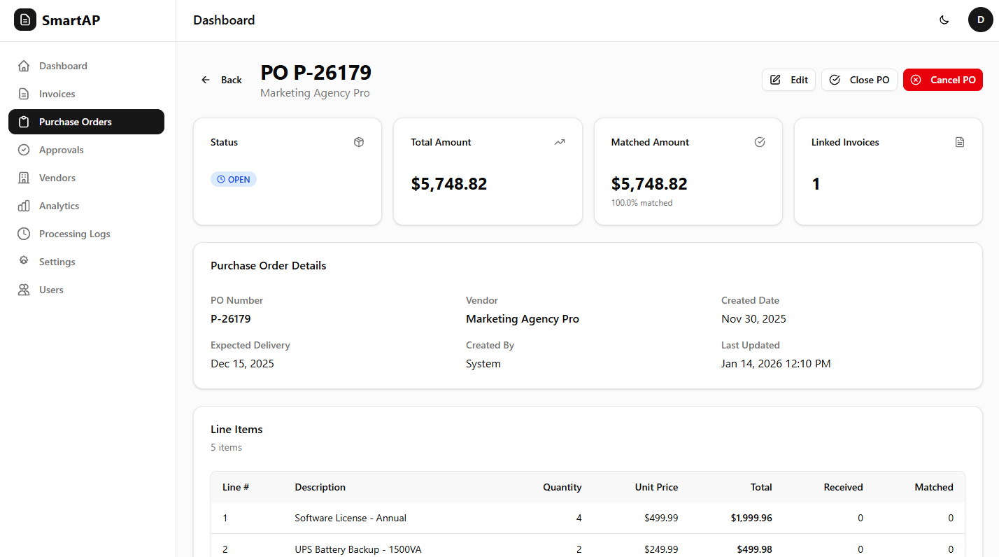 SmartAP
Dashboard
D
Dashboard
Invoices
Purchase Orders
Approvals
Vendors
Analytics
Processing Logs
Settings
Users
Back
PO P-26179
Marketing Agency Pro
Edit
Close PO
Cancel PO
Status
OPEN
Total Amount
$5,748.82
Matched Amount
$5,748.82
100.0% matched
Linked Invoices
1
Purchase Order Details
PO Number
P-26179
Vendor
Marketing Agency Pro
Created Date
Nov 30, 2025
Expected Delivery
Dec 15, 2025
Created By
System
Last Updated
Jan 14, 2026 12:10 PM
Line Items
5 items
Line # Description Quantity Unit Price Total Received Matched
1 Software License - Annual 4 $499.99 $1,999.96 0 0
2 UPS Battery Backup - 1500VA 2 $249.99 $499.98 0 0